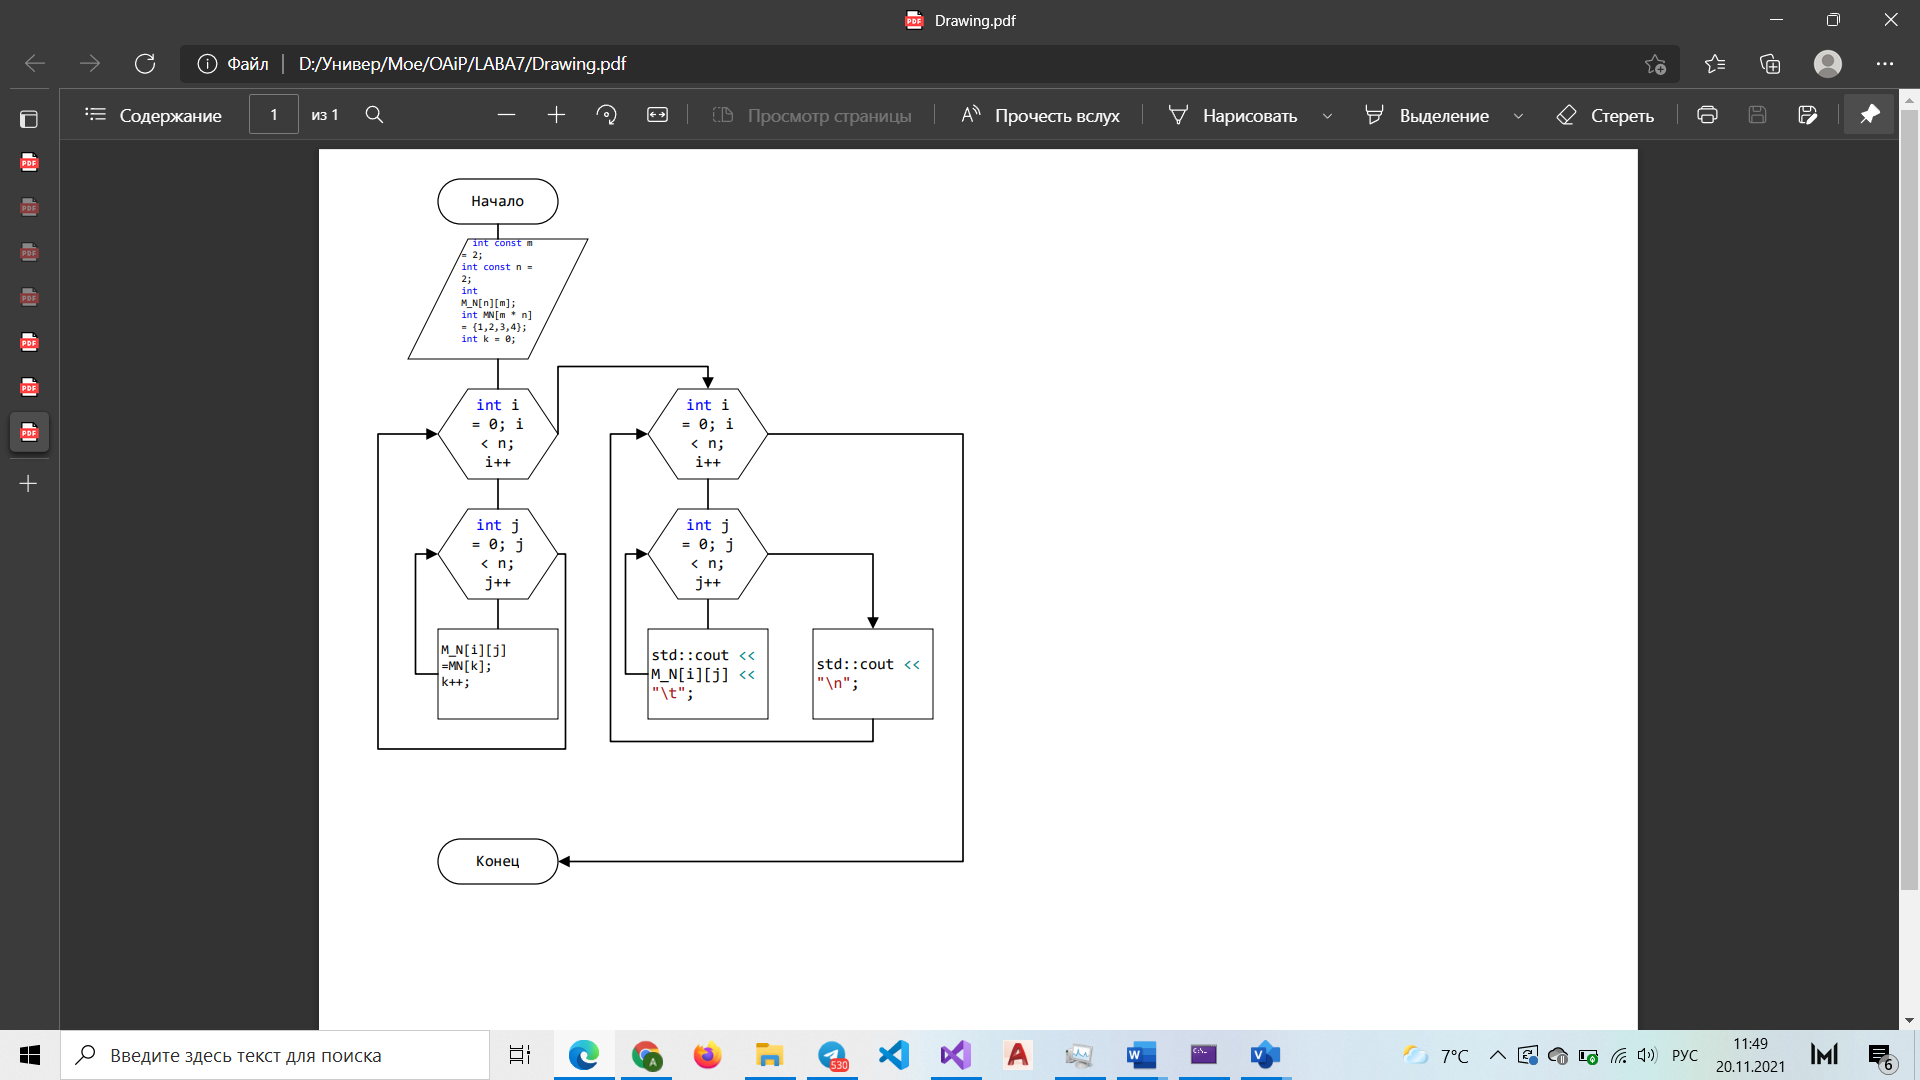 Drawing.pdf
Файл
D:/Универ/Мое/OAiP/LABA7/Drawing.pdf
Содержание
1
из 1
Просмотр страницы
Прочесть вслух
Нарисовать
Выделение
Стереть
Начало
int const m
= 2;
int const n =
2;
int
M_N[n][m];
int MN[m * n]
= {1,2,3,4};
int k = 0;
int i
= 0; i
< n;
i++
int j
= 0; j
< n;
j++
M_N[i][j]
=MN[k];
k++;
int i
= 0; i
< n;
i++
int j
= 0; j
< n;
j++
std::cout <<
M_N[i][j] <<
"\t";
std::cout <<
"\n";
Конец
Введите здесь текст для поиска
530
7°C
РУС
11:49
20.11.2021
6